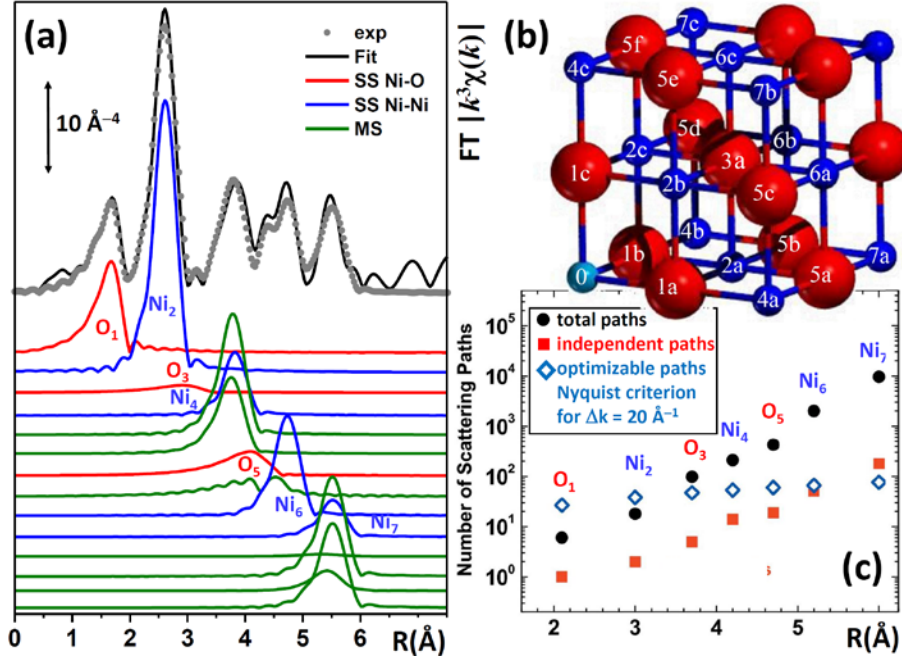 (a)
exp
Fit
SS Ni-O
SS Ni-Ni
MS
10 Å⁻⁴
O₁
Ni₂
O₃
Ni₄
O₅
Ni₆
Ni₇
0 1 2 3 4 5 6 7
R(Å)
FT |k³χ(k)|
(b)
7c
5f
6c
4c
5e
7b
5d
6b
2c
3a
1c
2b
5c
6a
4b
5b
1b
2a
7a
0
1a
5a
4a
Number of Scattering Paths
10⁵
10⁴
10³
10²
10¹
10⁰
total paths
independent paths
optimizable paths
Nyquist criterion
for Δk = 20 Å⁻¹
O₁
Ni₂
O₃
Ni₄
O₅
Ni₆
Ni₇
(c)
2 3 4 5
R(Å)